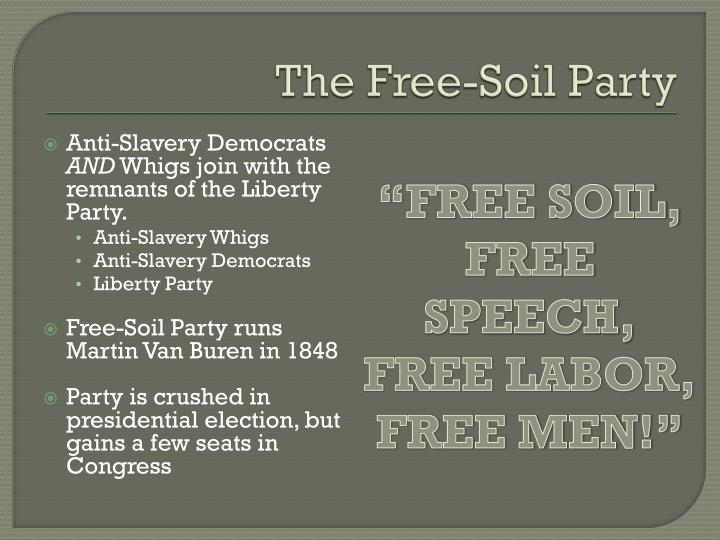 The Free-Soil Party
Anti-Slavery Democrats
AND Whigs join with the
remnants of the Liberty
Party.
• Anti-Slavery Whigs
• Anti-Slavery Democrats
• Liberty Party
Free-Soil Party runs
Martin Van Buren in 1848
Party is crushed in
presidential election, but
gains a few seats in
Congress
“FREE SOIL,
FREE
SPEECH,
FREE LABOR,
FREE MEN!”